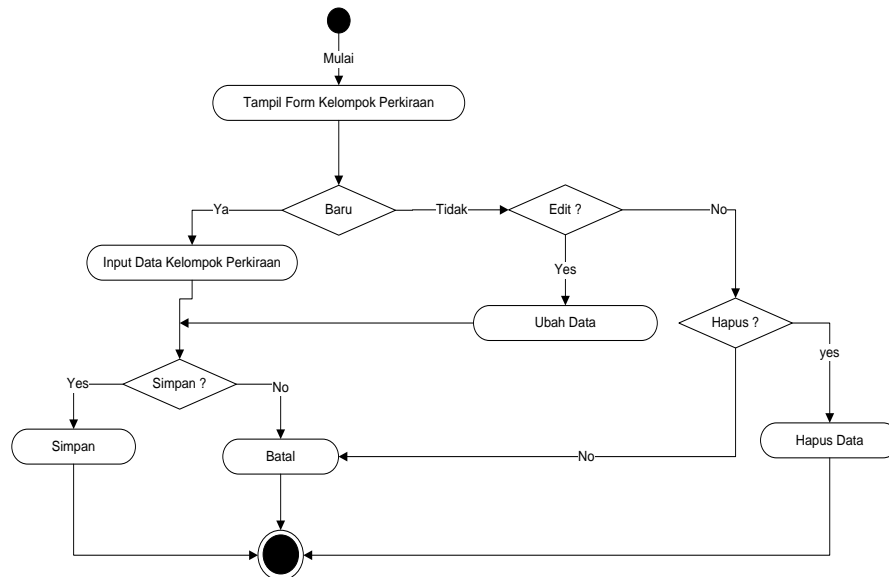 Mulai
Tampil Form Kelompok Perkiraan
Ya
Baru
Tidak
Edit ?
No
Input Data Kelompok Perkiraan
Yes
Ubah Data
Hapus ?
yes
Yes
Simpan ?
No
Simpan
Batal
No
Hapus Data